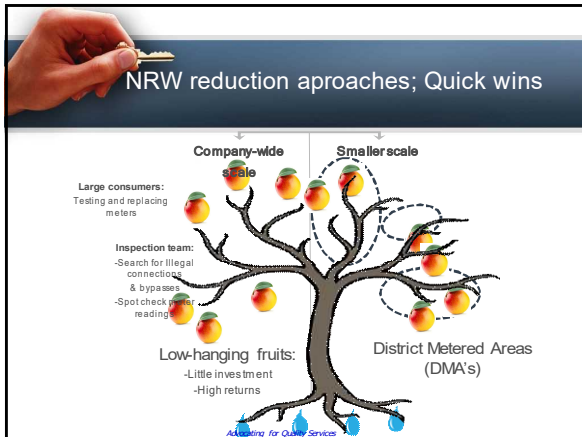 NRW reduction aproaches; Quick wins
Company-wide
scale
Smaller scale
Large consumers:
Testing and replacing
meters
Inspection team:
-Search for Illegal
connections
& bypasses
-Spot check meter
readings
Low-hanging fruits:
-Little investment
-High returns
District Metered Areas
(DMA's)
Advocating for Quality Services